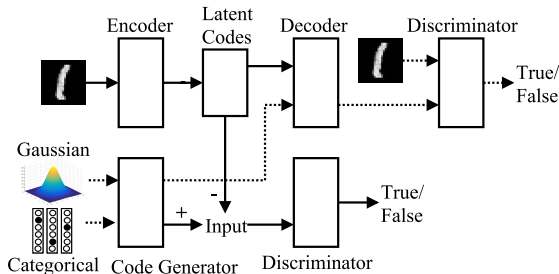 Encoder
Latent
Codes
Decoder
Discriminator
True/
False
Gaussian
Categorical
Code Generator
+
-
Input
Discriminator
True/
False